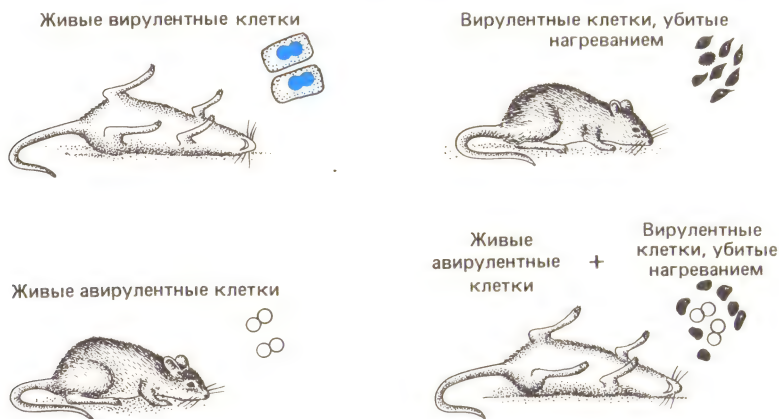 Живые вирулентные клетки
Вирулентные клетки, убитые
нагреванием
Живые авирулентные клетки
Живые
авирулентные
клетки
+
Вирулентные
клетки, убитые
нагреванием